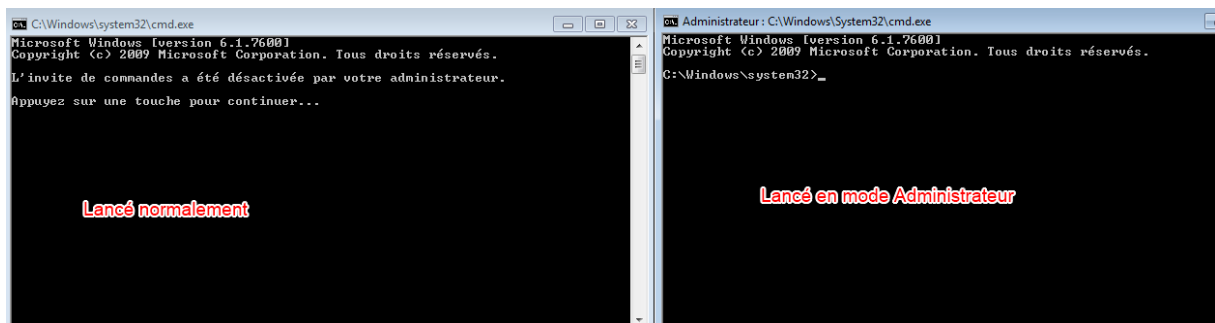 C:\Windows\system32\cmd.exe
Microsoft Windows [version 6.1.7600]
Copyright (c) 2009 Microsoft Corporation. Tous droits réservés.
L'invite de commandes a été désactivée par votre administrateur.
Appuyez sur une touche pour continuer...
Lancé normalement
Administrateur : C:\Windows\System32\cmd.exe
Microsoft Windows [version 6.1.7600]
Copyright (c) 2009 Microsoft Corporation. Tous droits réservés.
C:\Windows\system32>_
Lancé en mode Administrateur